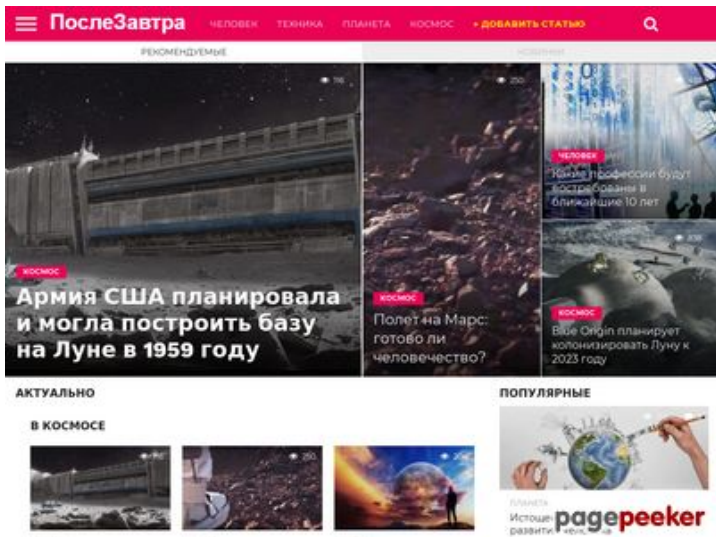 ПослеЗавтра
ЧЕЛОВЕК ТЕХНИКА ПЛАНЕТА КОСМОС + ДОБАВИТЬ СТАТЬЮ
РЕКОМЕНДУЕМЫЕ
НОВИНКИ
250
КОСМОС
Армия США планировала
и могла построить базу
на Луне в 1959 году
КОСМОС
Полет на Марс:
готово ли
человечество?
ЧЕЛОВЕК
Какие профессии будут
востребованы в
ближайшие 10 лет
КОСМОС
Blue Origin планирует
колонизировать Луну к
2023 году
АКТУАЛЬНО
В КОСМОСЕ
250
ПОПУЛЯРНЫЕ
ПЛАНЕТА
pagepeeker